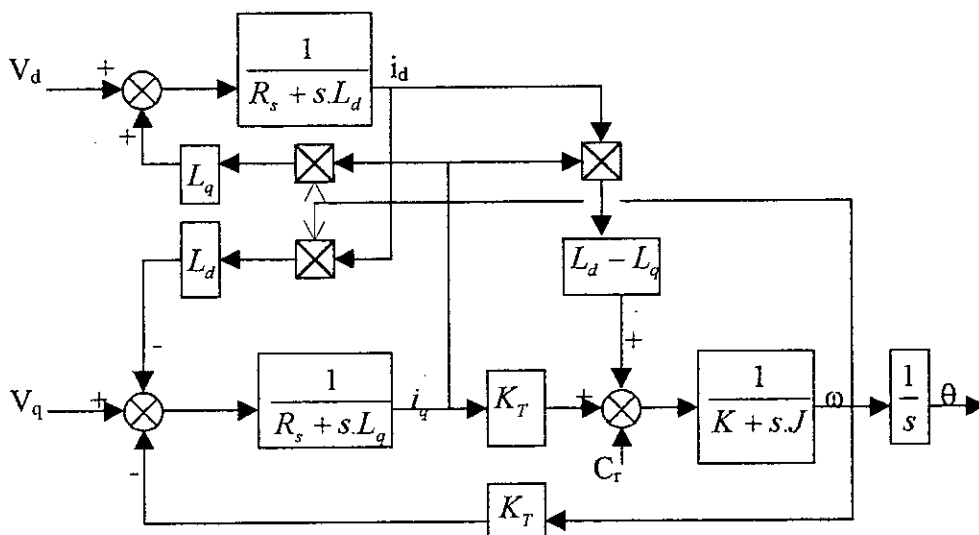 V_d + 1 / (R_s + s.L_d) i_d
+
L_q
L_d
L_d − L_q
-
+
V_q + 1 / (R_s + s.L_q) i_q K_T + 1 / (K + s.J) ω 1 / s θ
C_r
-
K_T